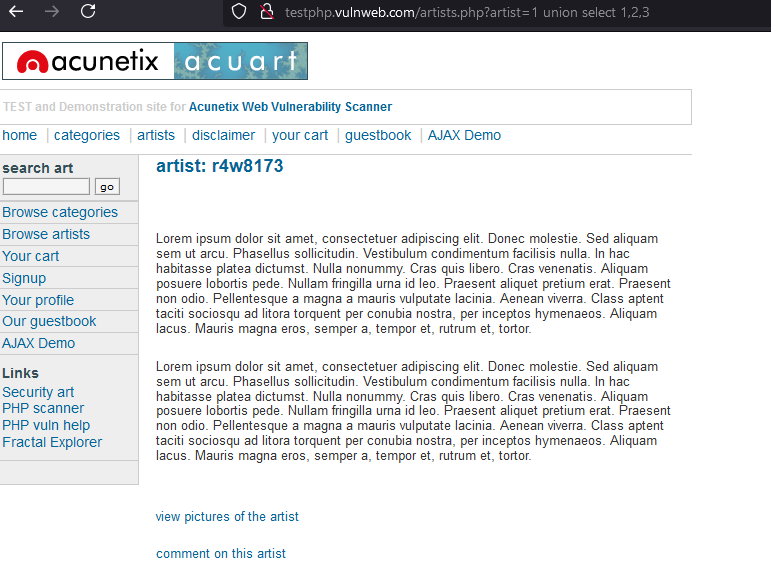 testphp.vulnweb.com/artists.php?artist=1 union select 1,2,3
acunetix acuart
TEST and Demonstration site for Acunetix Web Vulnerability Scanner
home | categories | artists | disclaimer | your cart | guestbook | AJAX Demo
search art
go
Browse categories
Browse artists
Your cart
Signup
Your profile
Our guestbook
AJAX Demo
Links
Security art
PHP scanner
PHP vuln help
Fractal Explorer
artist: r4w8173
Lorem ipsum dolor sit amet, consectetuer adipiscing elit. Donec molestie. Sed aliquam
sem ut arcu. Phasellus sollicitudin. Vestibulum condimentum facilisis nulla. In hac
habitasse platea dictumst. Nulla nonummy. Cras quis libero. Cras venenatis. Aliquam
posuere lobortis pede. Nullam fringilla urna id leo. Praesent aliquet pretium erat. Praesent
non odio. Pellentesque a magna a mauris vulputate lacinia. Aenean viverra. Class aptent
taciti sociosqu ad litora torquent per conubia nostra, per inceptos hymenaeos. Aliquam
lacus. Mauris magna eros, semper a, tempor et, rutrum et, tortor.
Lorem ipsum dolor sit amet, consectetuer adipiscing elit. Donec molestie. Sed aliquam
sem ut arcu. Phasellus sollicitudin. Vestibulum condimentum facilisis nulla. In hac
habitasse platea dictumst. Nulla nonummy. Cras quis libero. Cras venenatis. Aliquam
posuere lobortis pede. Nullam fringilla urna id leo. Praesent aliquet pretium erat. Praesent
non odio. Pellentesque a magna a mauris vulputate lacinia. Aenean viverra. Class aptent
taciti sociosqu ad litora torquent per conubia nostra, per inceptos hymenaeos. Aliquam
lacus. Mauris magna eros, semper a, tempor et, rutrum et, tortor.
view pictures of the artist
comment on this artist